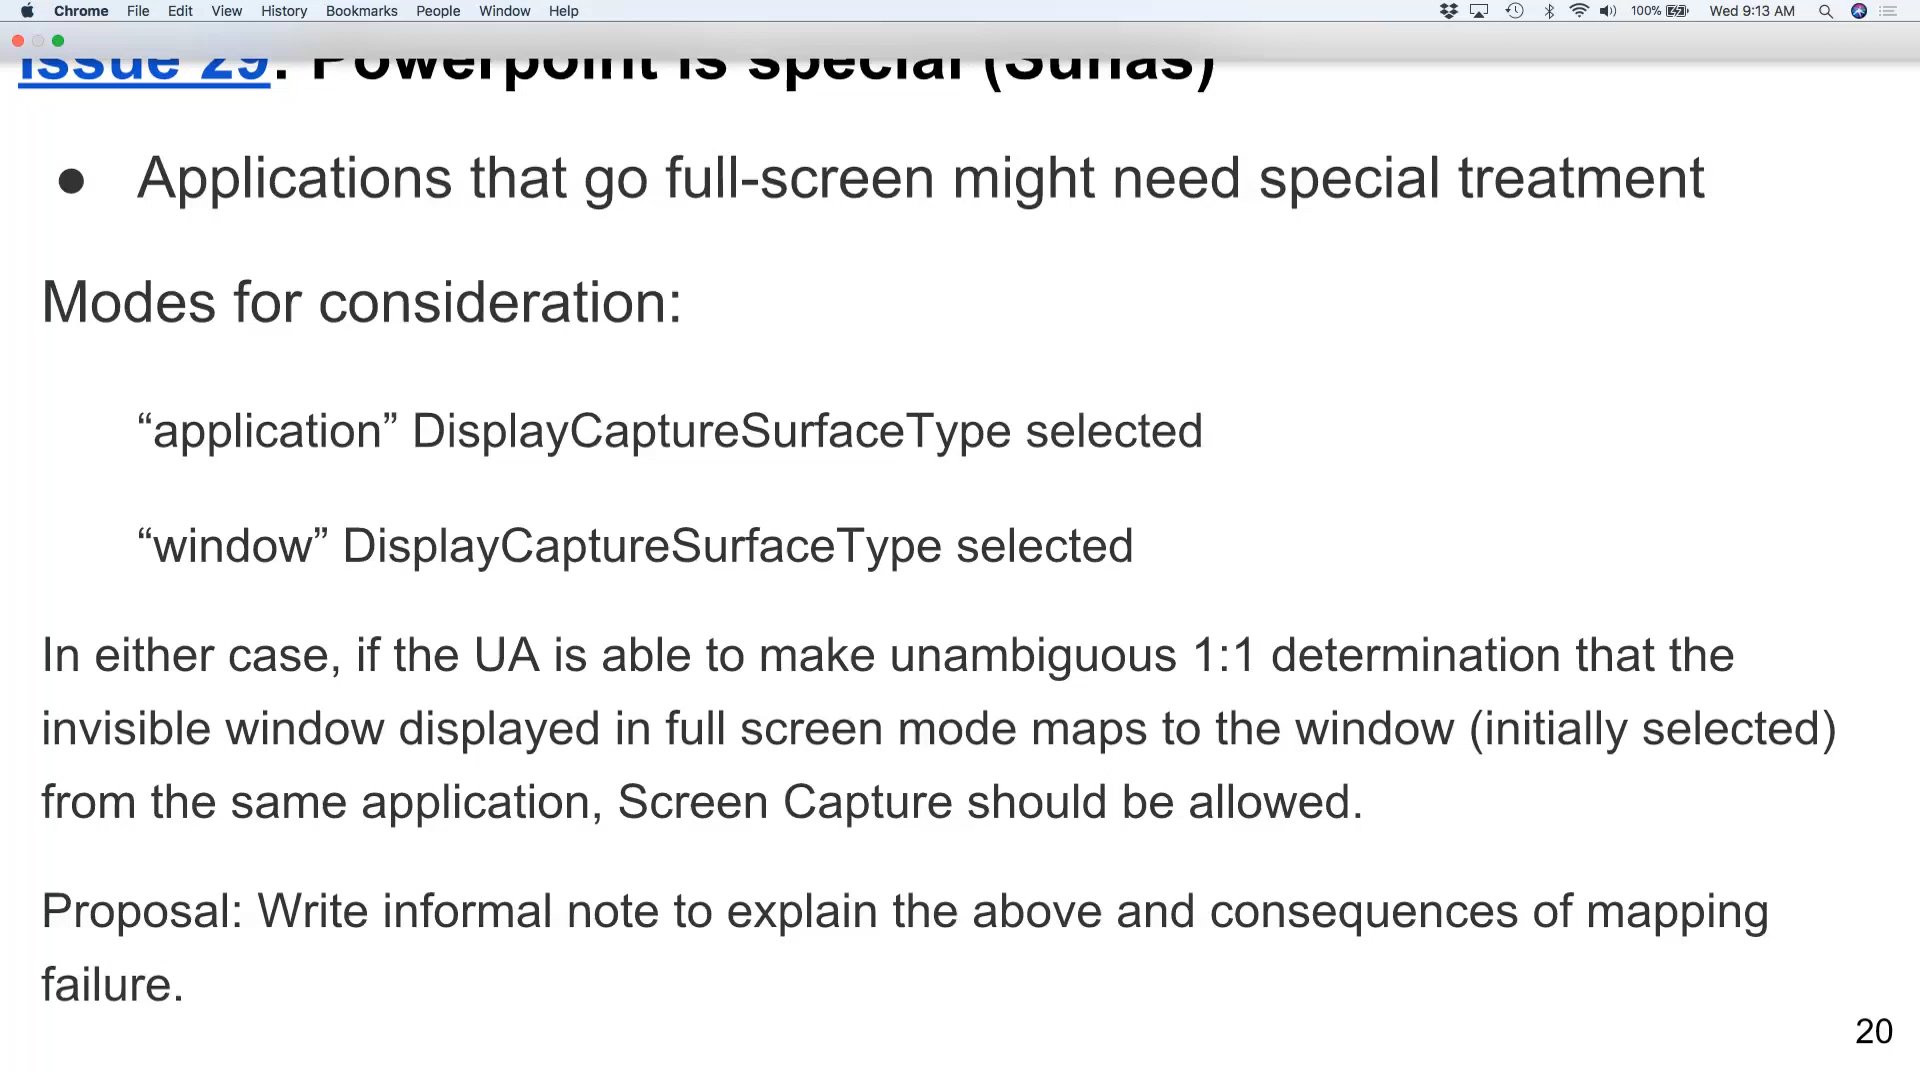 Chrome File Edit View History Bookmarks People Window Help 100% Wed 9:13 AM
Issue 29: Powerpoint is special (Suhas)
● Applications that go full-screen might need special treatment
Modes for consideration:
“application” DisplayCaptureSurfaceType selected
“window” DisplayCaptureSurfaceType selected
In either case, if the UA is able to make unambiguous 1:1 determination that the
invisible window displayed in full screen mode maps to the window (initially selected)
from the same application, Screen Capture should be allowed.
Proposal: Write informal note to explain the above and consequences of mapping
failure.
20